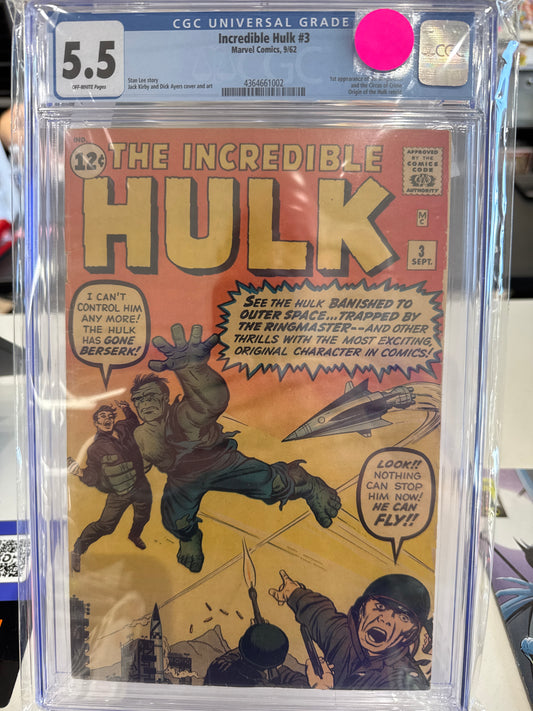 CGC UNIVERSAL GRADE
5.5
OFF-WHITE Pages
Incredible Hulk #3
Marvel Comics, 9/62
Stan Lee story
Jack Kirby and Dick Ayers cover and art
4364661002
1st appearance of
and the Circus of Crime
Origin of the Hulk retold
CGC
IND.
12¢
THE INCREDIBLE
HULK
APPROVED
BY THE
COMICS
CODE
AUTHORITY
MC
3
SEPT.
I CAN'T
CONTROL HIM
ANY MORE!
THE HULK
HAS GONE
BERSERK!
SEE THE HULK BANISHED TO
OUTER SPACE...TRAPPED BY
THE RINGMASTER--AND OTHER
THRILLS WITH THE MOST EXCITING,
ORIGINAL CHARACTER IN COMICS!
LOOK!!
NOTHING
CAN STOP
HIM NOW!
HE CAN
FLY!!